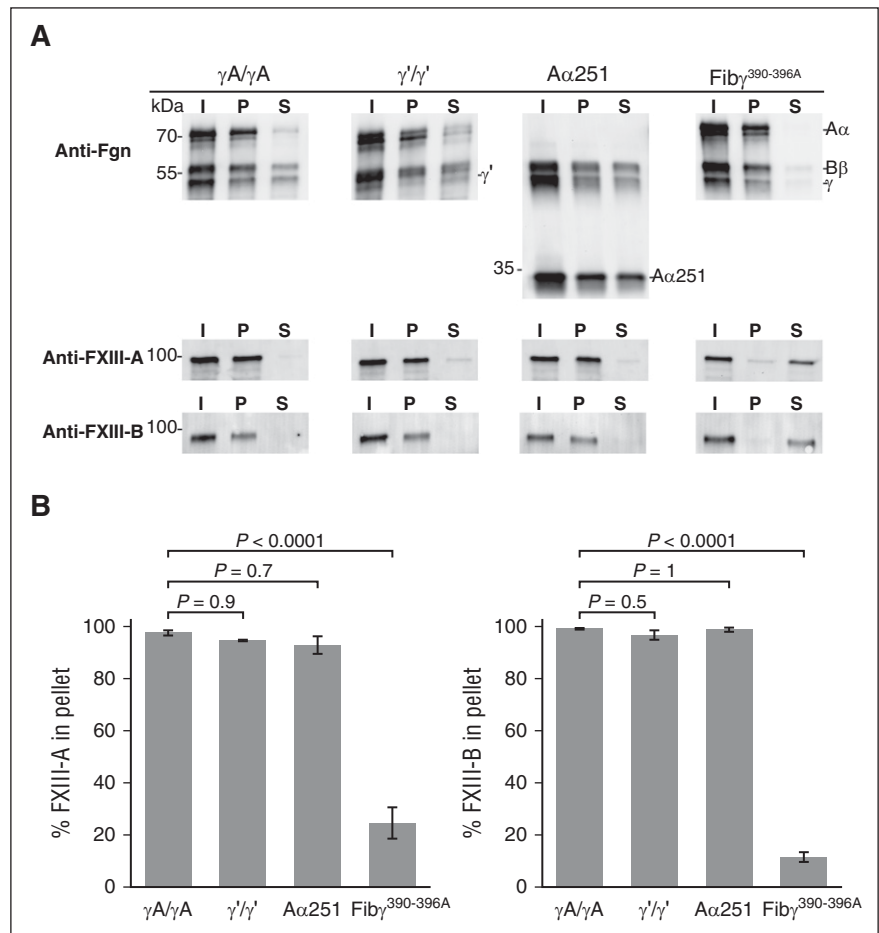 A
γA/γA γ'/γ' Aα251 Fibγ390-396A
kDa I P S I P S I P S I P S
Anti-Fgn 70- -Aα
55- -γ' -Bβ
-γ
35- -Aα251
I P S I P S I P S I P S
Anti-FXIII-A 100-
I P S I P S I P S I P S
Anti-FXIII-B 100-
B
P < 0.0001
P = 0.7
P = 0.9
100
80
60
40
20
0
% FXIII-A in pellet
γA/γA γ'/γ' Aα251 Fibγ390-396A
P < 0.0001
P = 1
P = 0.5
100
80
60
40
20
0
% FXIII-B in pellet
γA/γA γ'/γ' Aα251 Fibγ390-396A